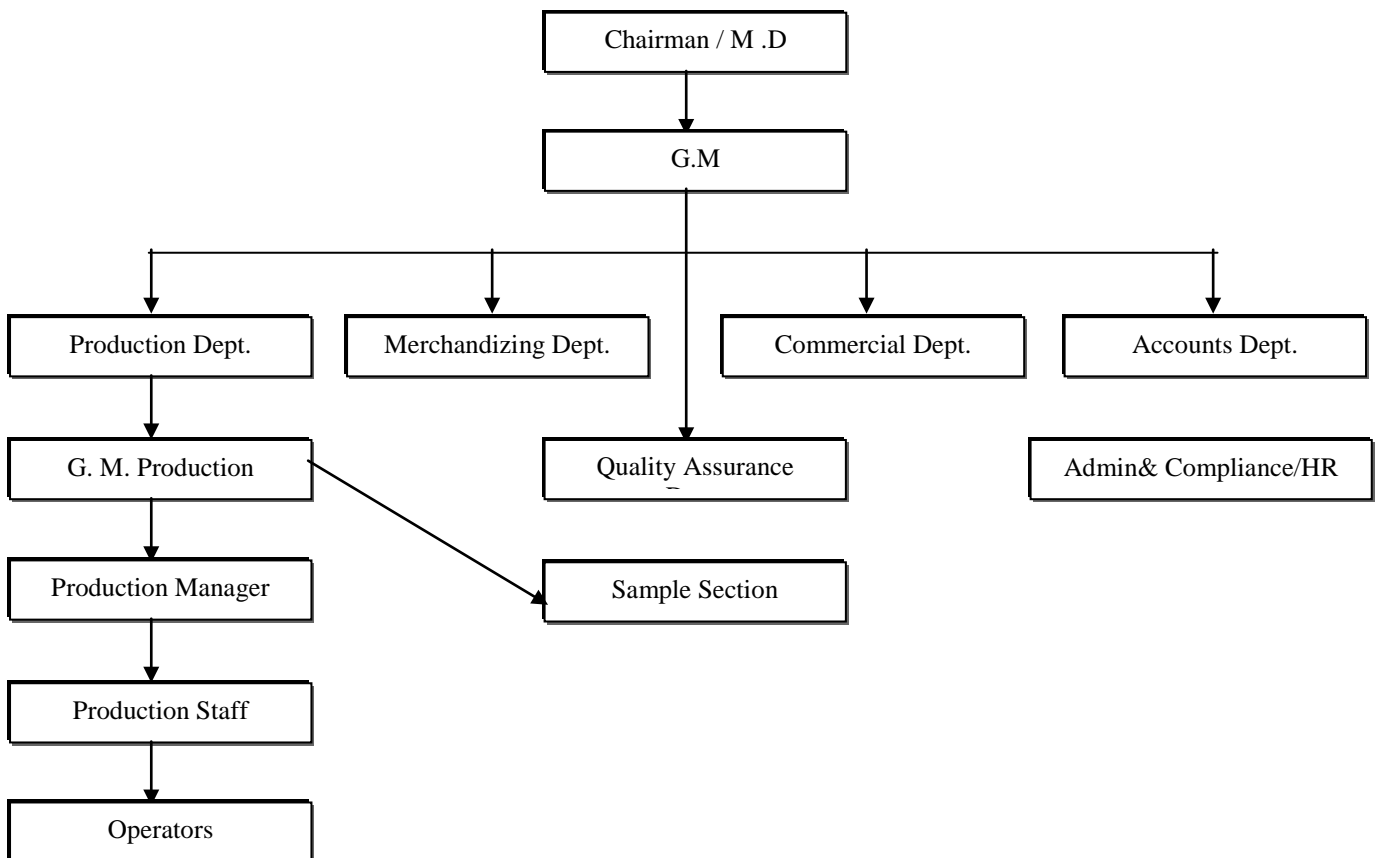 Chairman / M .D
G.M
Production Dept.
Merchandizing Dept.
Commercial Dept.
Accounts Dept.
G. M. Production
Quality Assurance
Admin& Compliance/HR
Production Manager
Sample Section
Production Staff
Operators